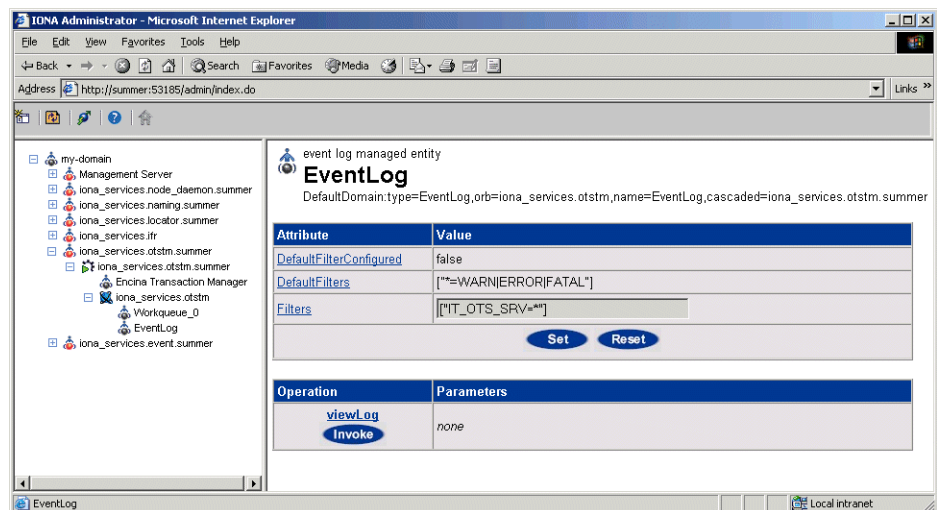 IONA Administrator - Microsoft Internet Explorer
File Edit View Favorites Tools Help
Back Search Favorites Media
Address http://summer:53185/admin/index.do Links »
my-domain
Management Server
iona_services.node_daemon.summer
iona_services.naming.summer
iona_services.locator.summer
iona_services.ifr
iona_services.otstm.summer
iona_services.otstm.summer
Encina Transaction Manager
iona_services.otstm
Workqueue_0
EventLog
iona_services.event.summer
event log managed entity
EventLog
DefaultDomain:type=EventLog,orb=iona_services.otstm,name=EventLog,cascaded=iona_services.otstm.summer
Attribute Value
DefaultFilterConfigured false
DefaultFilters ["*=WARN|ERROR|FATAL"]
Filters ["IT_OTS_SRV=*"]
Set Reset
Operation Parameters
viewLog
Invoke
none
EventLog Local intranet